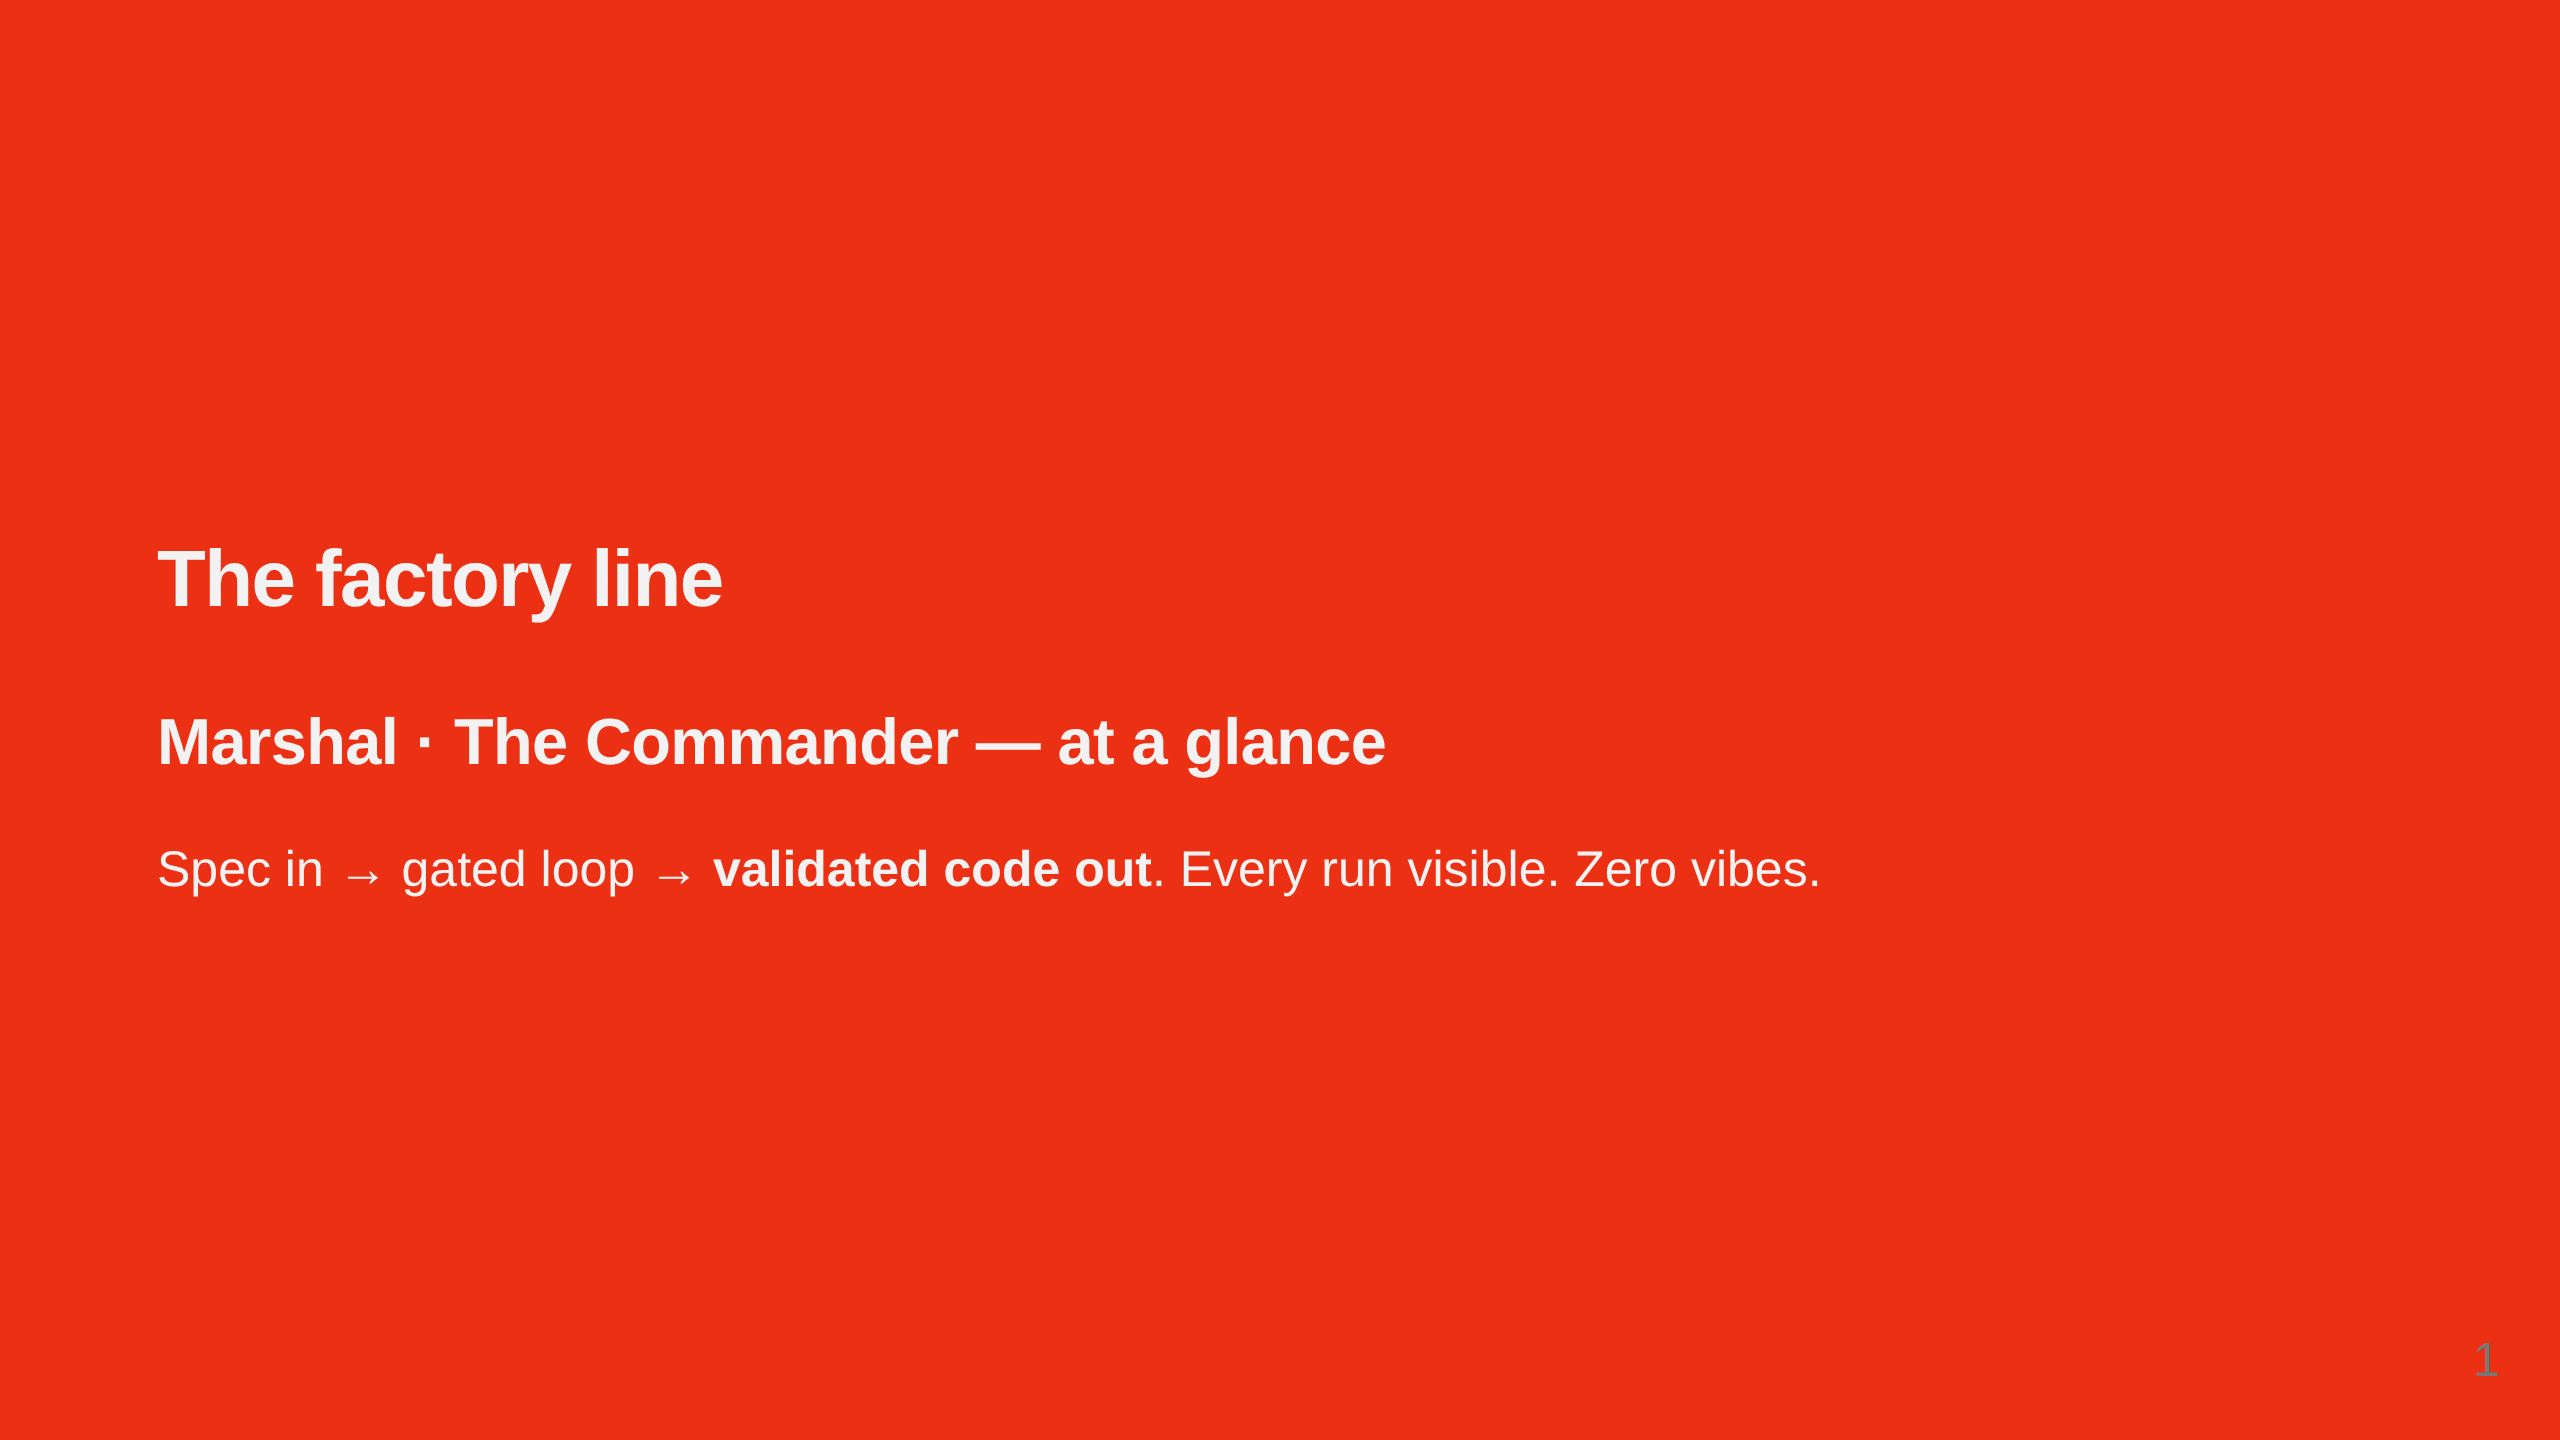 The factory line
Marshal · The Commander — at a glance
Spec in → gated loop → validated code out. Every run visible. Zero vibes.
1